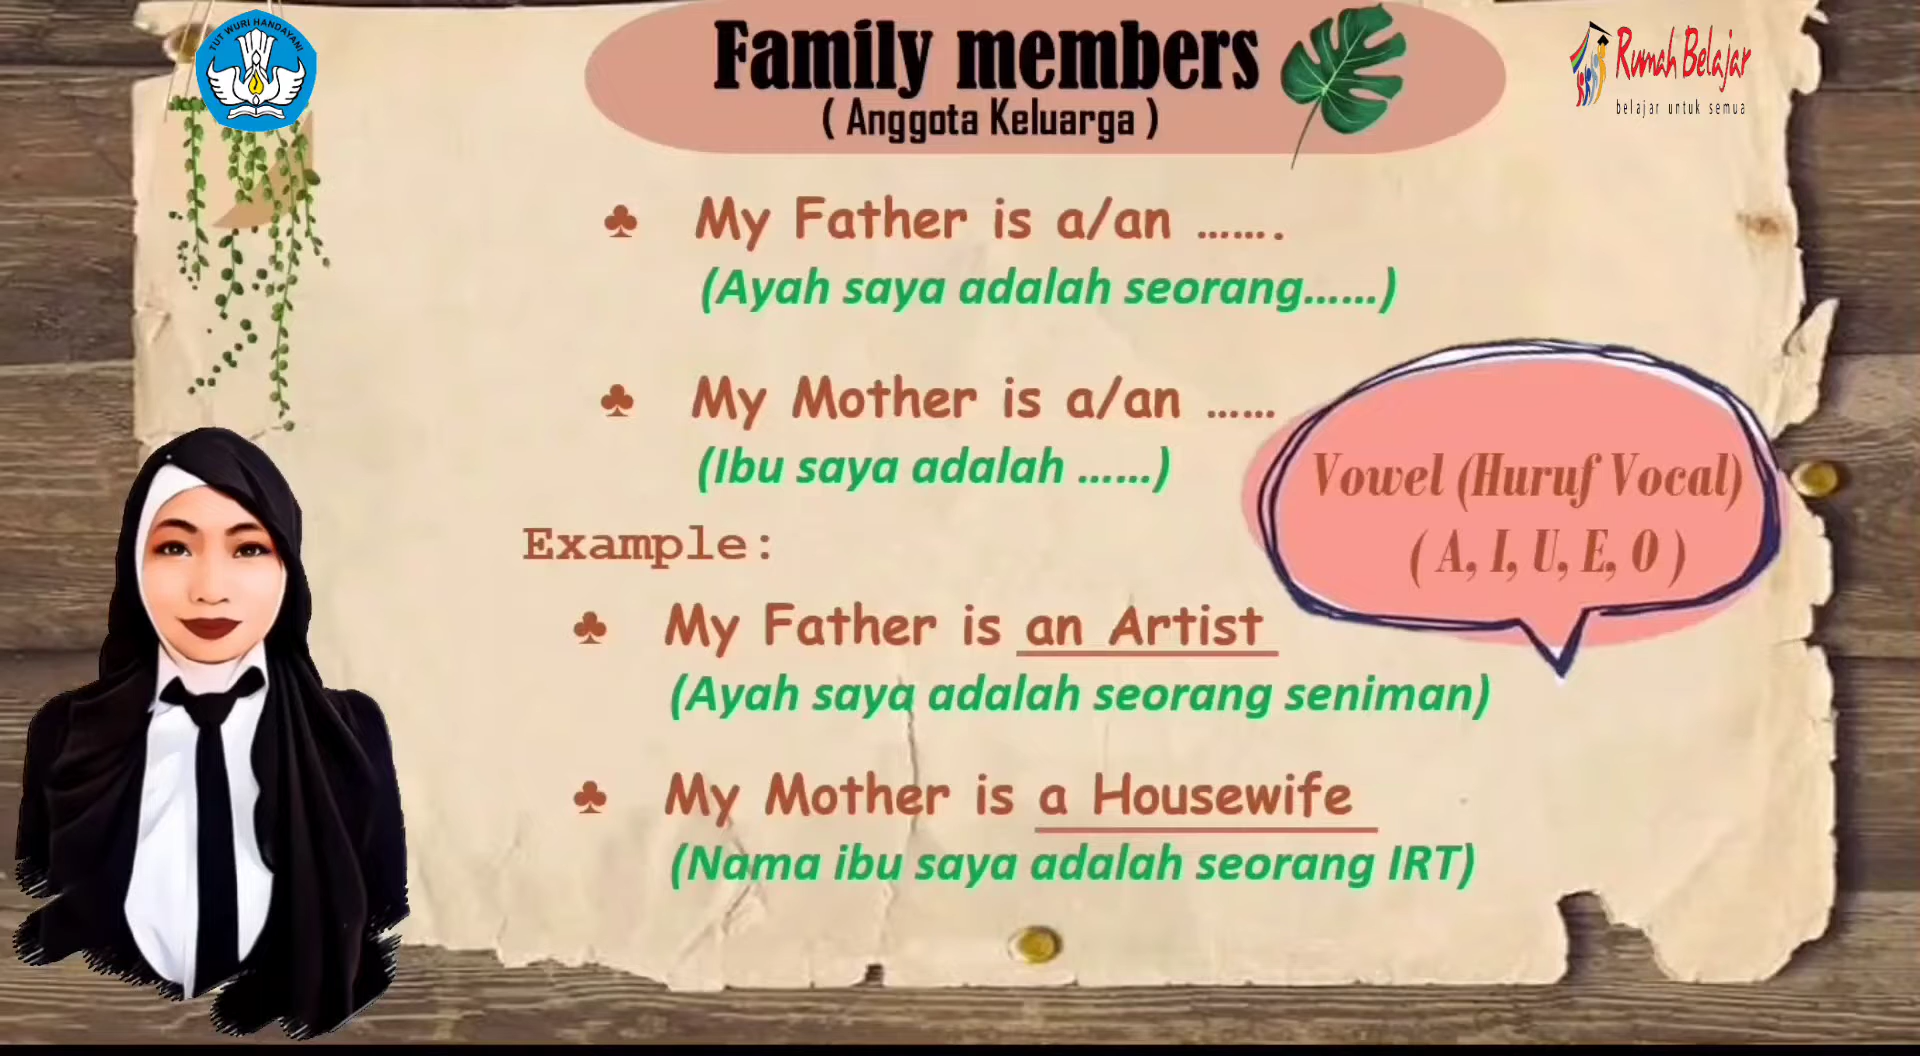 TUT WURI HANDAYANI
Family members
( Anggota Keluarga )
Rumah Belajar
belajar untuk semua
♣ My Father is a/an .......
(Ayah saya adalah seorang......)
♣ My Mother is a/an ......
(Ibu saya adalah ......)
Vowel (Huruf Vocal)
( A, I, U, E, O )
Example:
♣ My Father is an Artist
(Ayah saya adalah seorang seniman)
♣ My Mother is a Housewife
(Nama ibu saya adalah seorang IRT)